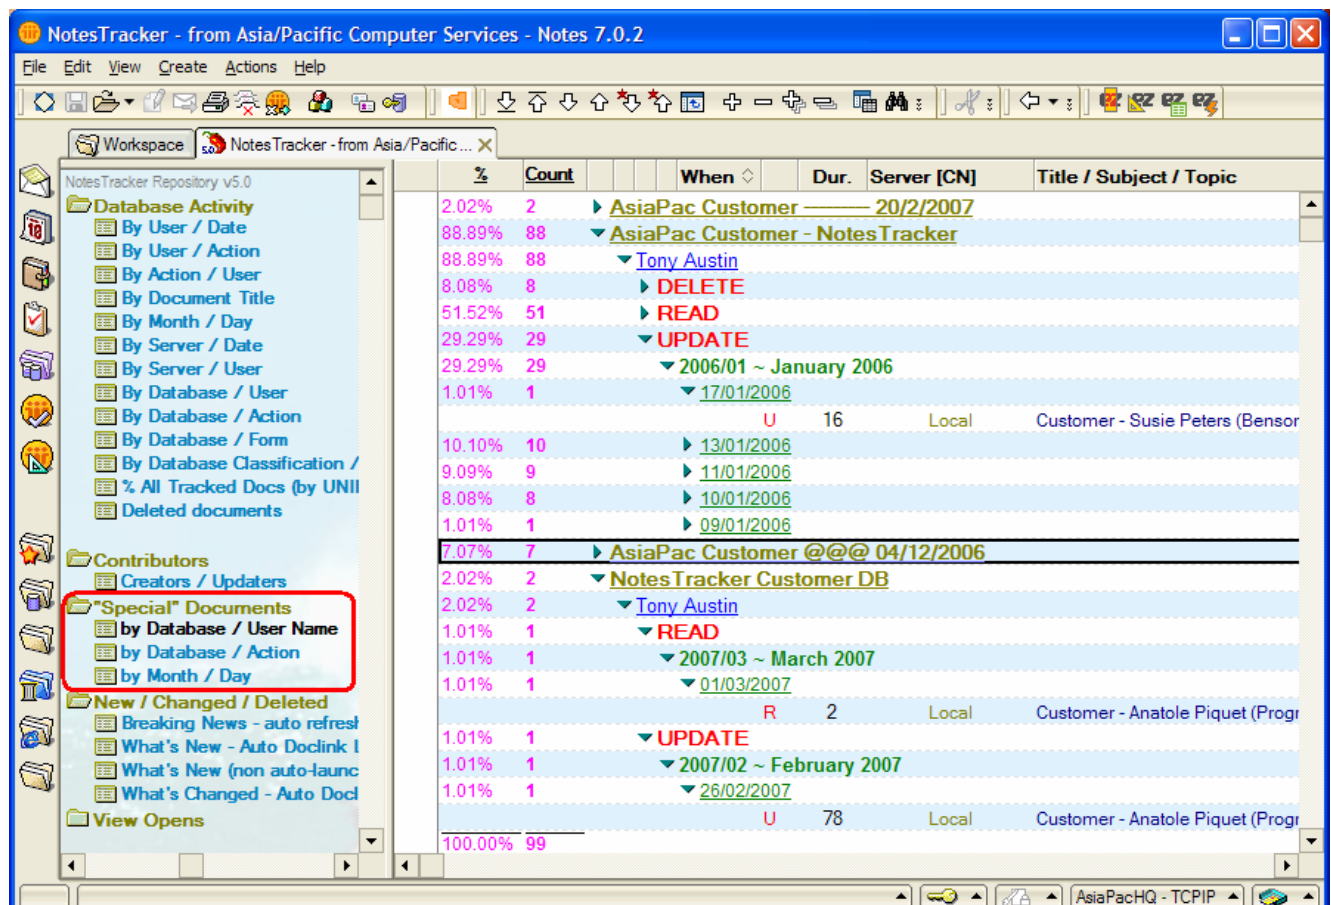 NotesTracker - from Asia/Pacific Computer Services - Notes 7.0.2
File Edit View Create Actions Help
Workspace NotesTracker - from Asia/Pacific ...
NotesTracker Repository v5.0
Database Activity
By User / Date
By User / Action
By Action / User
By Document Title
By Month / Day
By Server / Date
By Server / User
By Database / User
By Database / Action
By Database / Form
By Database Classification /
% All Tracked Docs (by UNI
Deleted documents
Contributors
Creators / Updaters
"Special" Documents
by Database / User Name
by Database / Action
by Month / Day
New / Changed / Deleted
Breaking News - auto refresh
What's New - Auto Doclink L
What's New (non auto-launc
What's Changed - Auto Docl
View Opens
% Count When Dur. Server [CN] Title / Subject / Topic
2.02% 2 AsiaPac Customer --------- 20/2/2007
88.89% 88 AsiaPac Customer - NotesTracker
88.89% 88 Tony Austin
8.08% 8 DELETE
51.52% 51 READ
29.29% 29 UPDATE
29.29% 29 2006/01 ~ January 2006
1.01% 1 17/01/2006
U 16 Local Customer - Susie Peters (Benson
10.10% 10 13/01/2006
9.09% 9 11/01/2006
8.08% 8 10/01/2006
1.01% 1 09/01/2006
7.07% 7 AsiaPac Customer @@@ 04/12/2006
2.02% 2 NotesTracker Customer DB
2.02% 2 Tony Austin
1.01% 1 READ
1.01% 1 2007/03 ~ March 2007
1.01% 1 01/03/2007
R 2 Local Customer - Anatole Piquet (Progr
1.01% 1 UPDATE
1.01% 1 2007/02 ~ February 2007
1.01% 1 26/02/2007
U 78 Local Customer - Anatole Piquet (Progr
100.00% 99
AsiaPacHQ - TCPIP